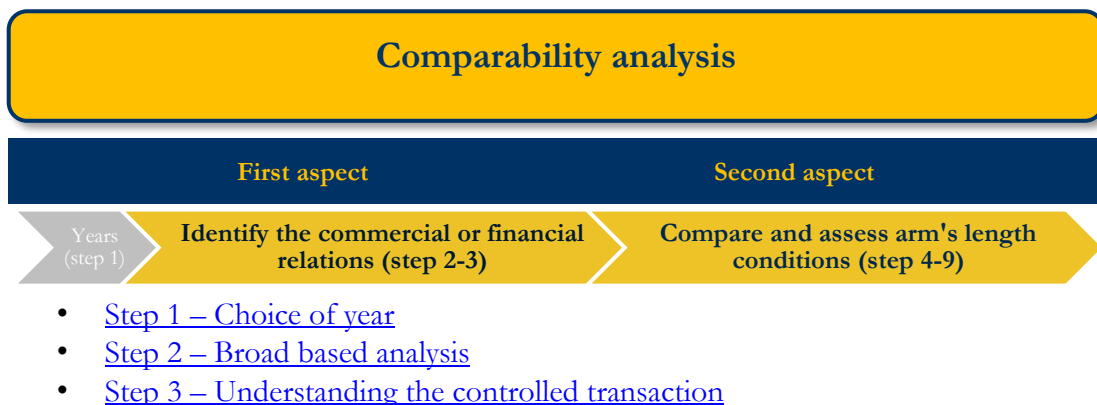 Comparability analysis
First aspect
Second aspect
Years
(step 1)
Identify the commercial or financial
relations (step 2-3)
Compare and assess arm's length
conditions (step 4-9)
• Step 1 – Choice of year
• Step 2 – Broad based analysis
• Step 3 – Understanding the controlled transaction